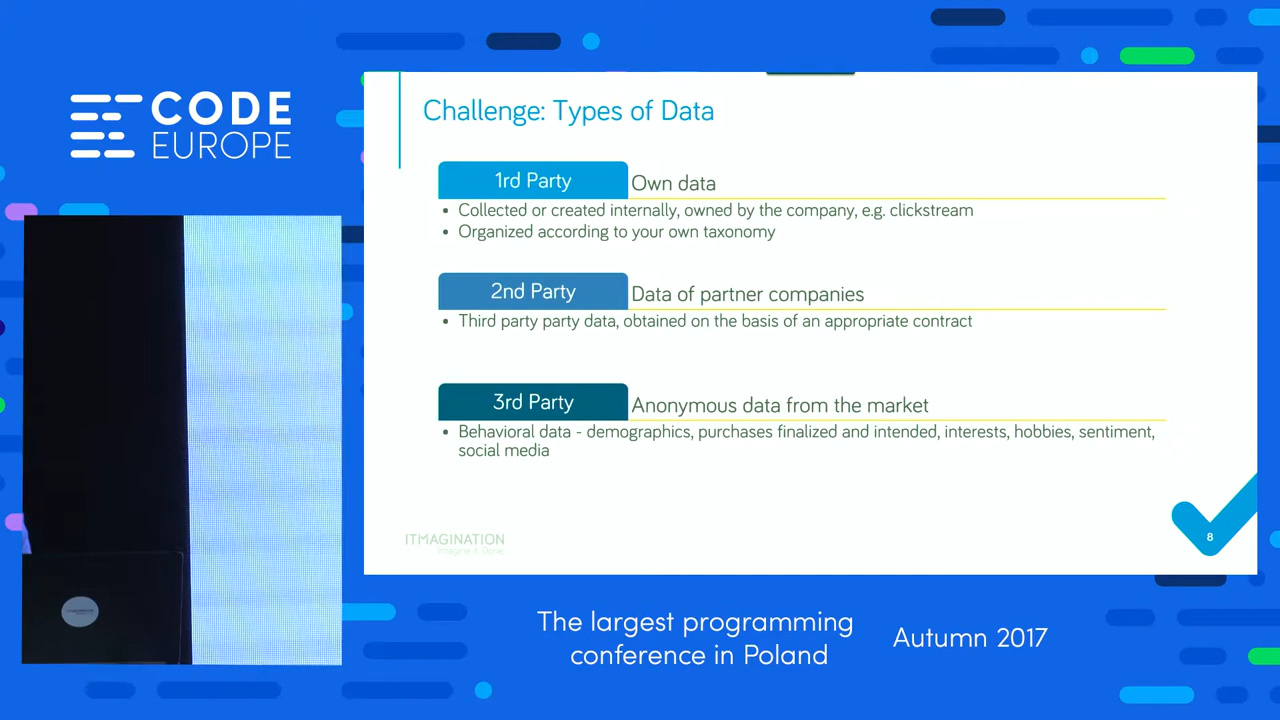 CODE
EUROPE
Challenge: Types of Data
1rd Party
Own data
• Collected or created internally, owned by the company, e.g. clickstream
• Organized according to your own taxonomy
2nd Party
Data of partner companies
• Third party party data, obtained on the basis of an appropriate contract
3rd Party
Anonymous data from the market
• Behavioral data - demographics, purchases finalized and intended, interests, hobbies, sentiment,
social media
ITMAGINATION
Imagine it. Done.
8
The largest programming
conference in Poland
Autumn 2017